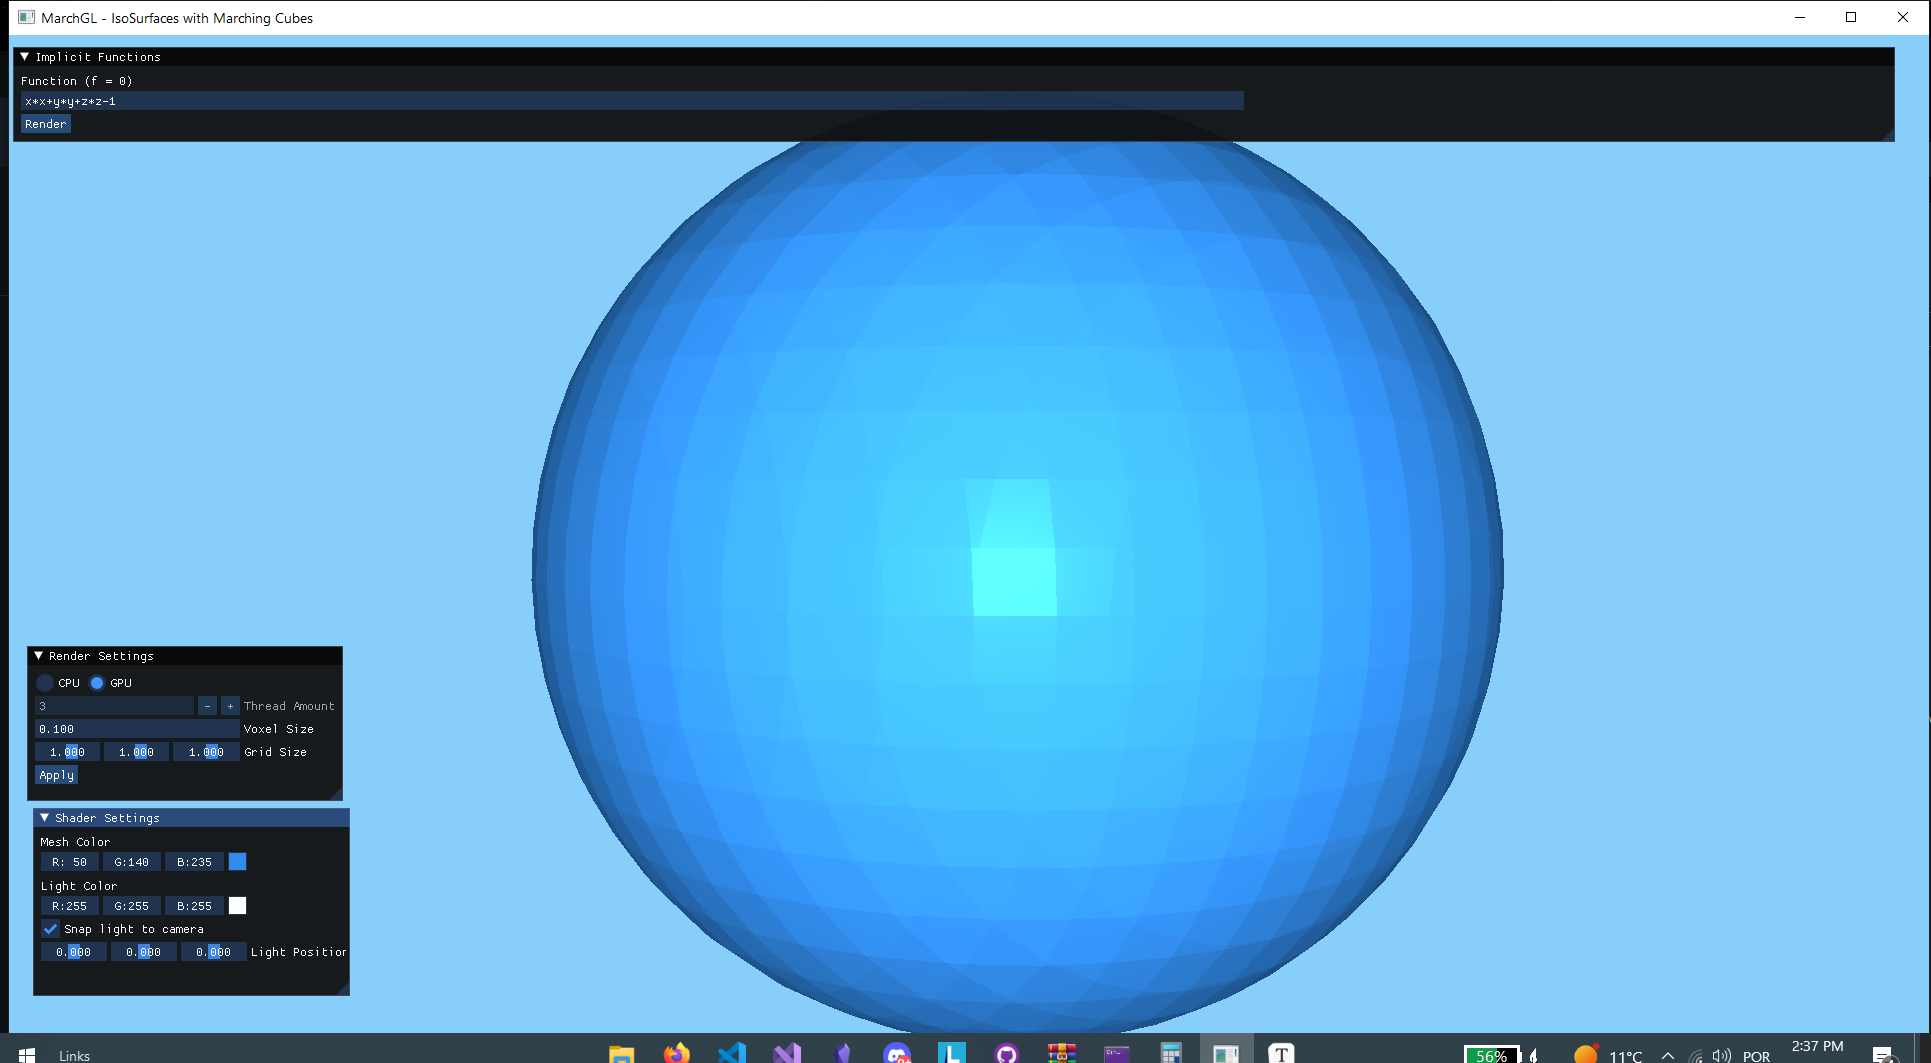 MarchGL - IsoSurfaces with Marching Cubes
Implicit Functions
Function (f = 0)
x*x+y*y+z*z-1
Render
Render Settings
CPU GPU
3 - + Thread Amount
0.100 Voxel Size
1.000 1.000 1.000 Grid Size
Apply
Shader Settings
Mesh Color
R: 50 G:140 B:235
Light Color
R:255 G:255 B:255
Snap light to camera
0.000 0.000 0.000 Light Position
Links 56% 11°C POR 2:37 PM